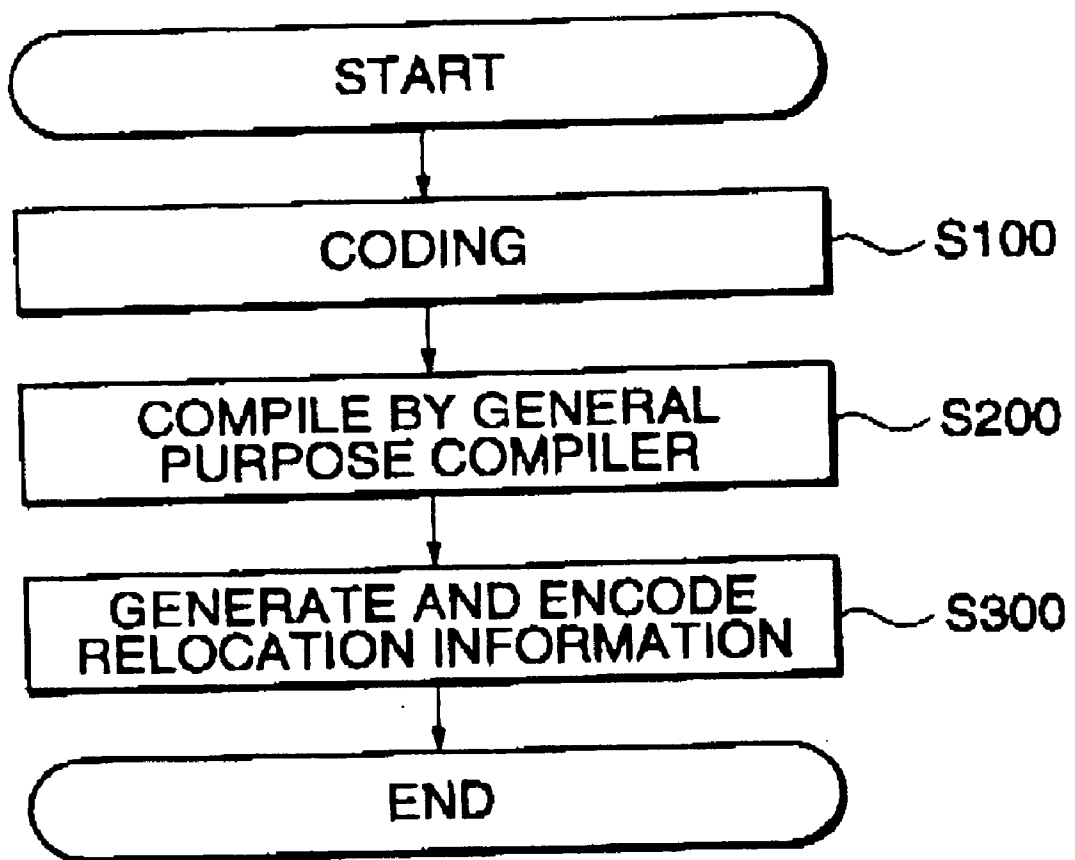 START
CODING
S100
COMPILE BY GENERAL
PURPOSE COMPILER
S200
GENERATE AND ENCODE
RELOCATION INFORMATION
S300
END